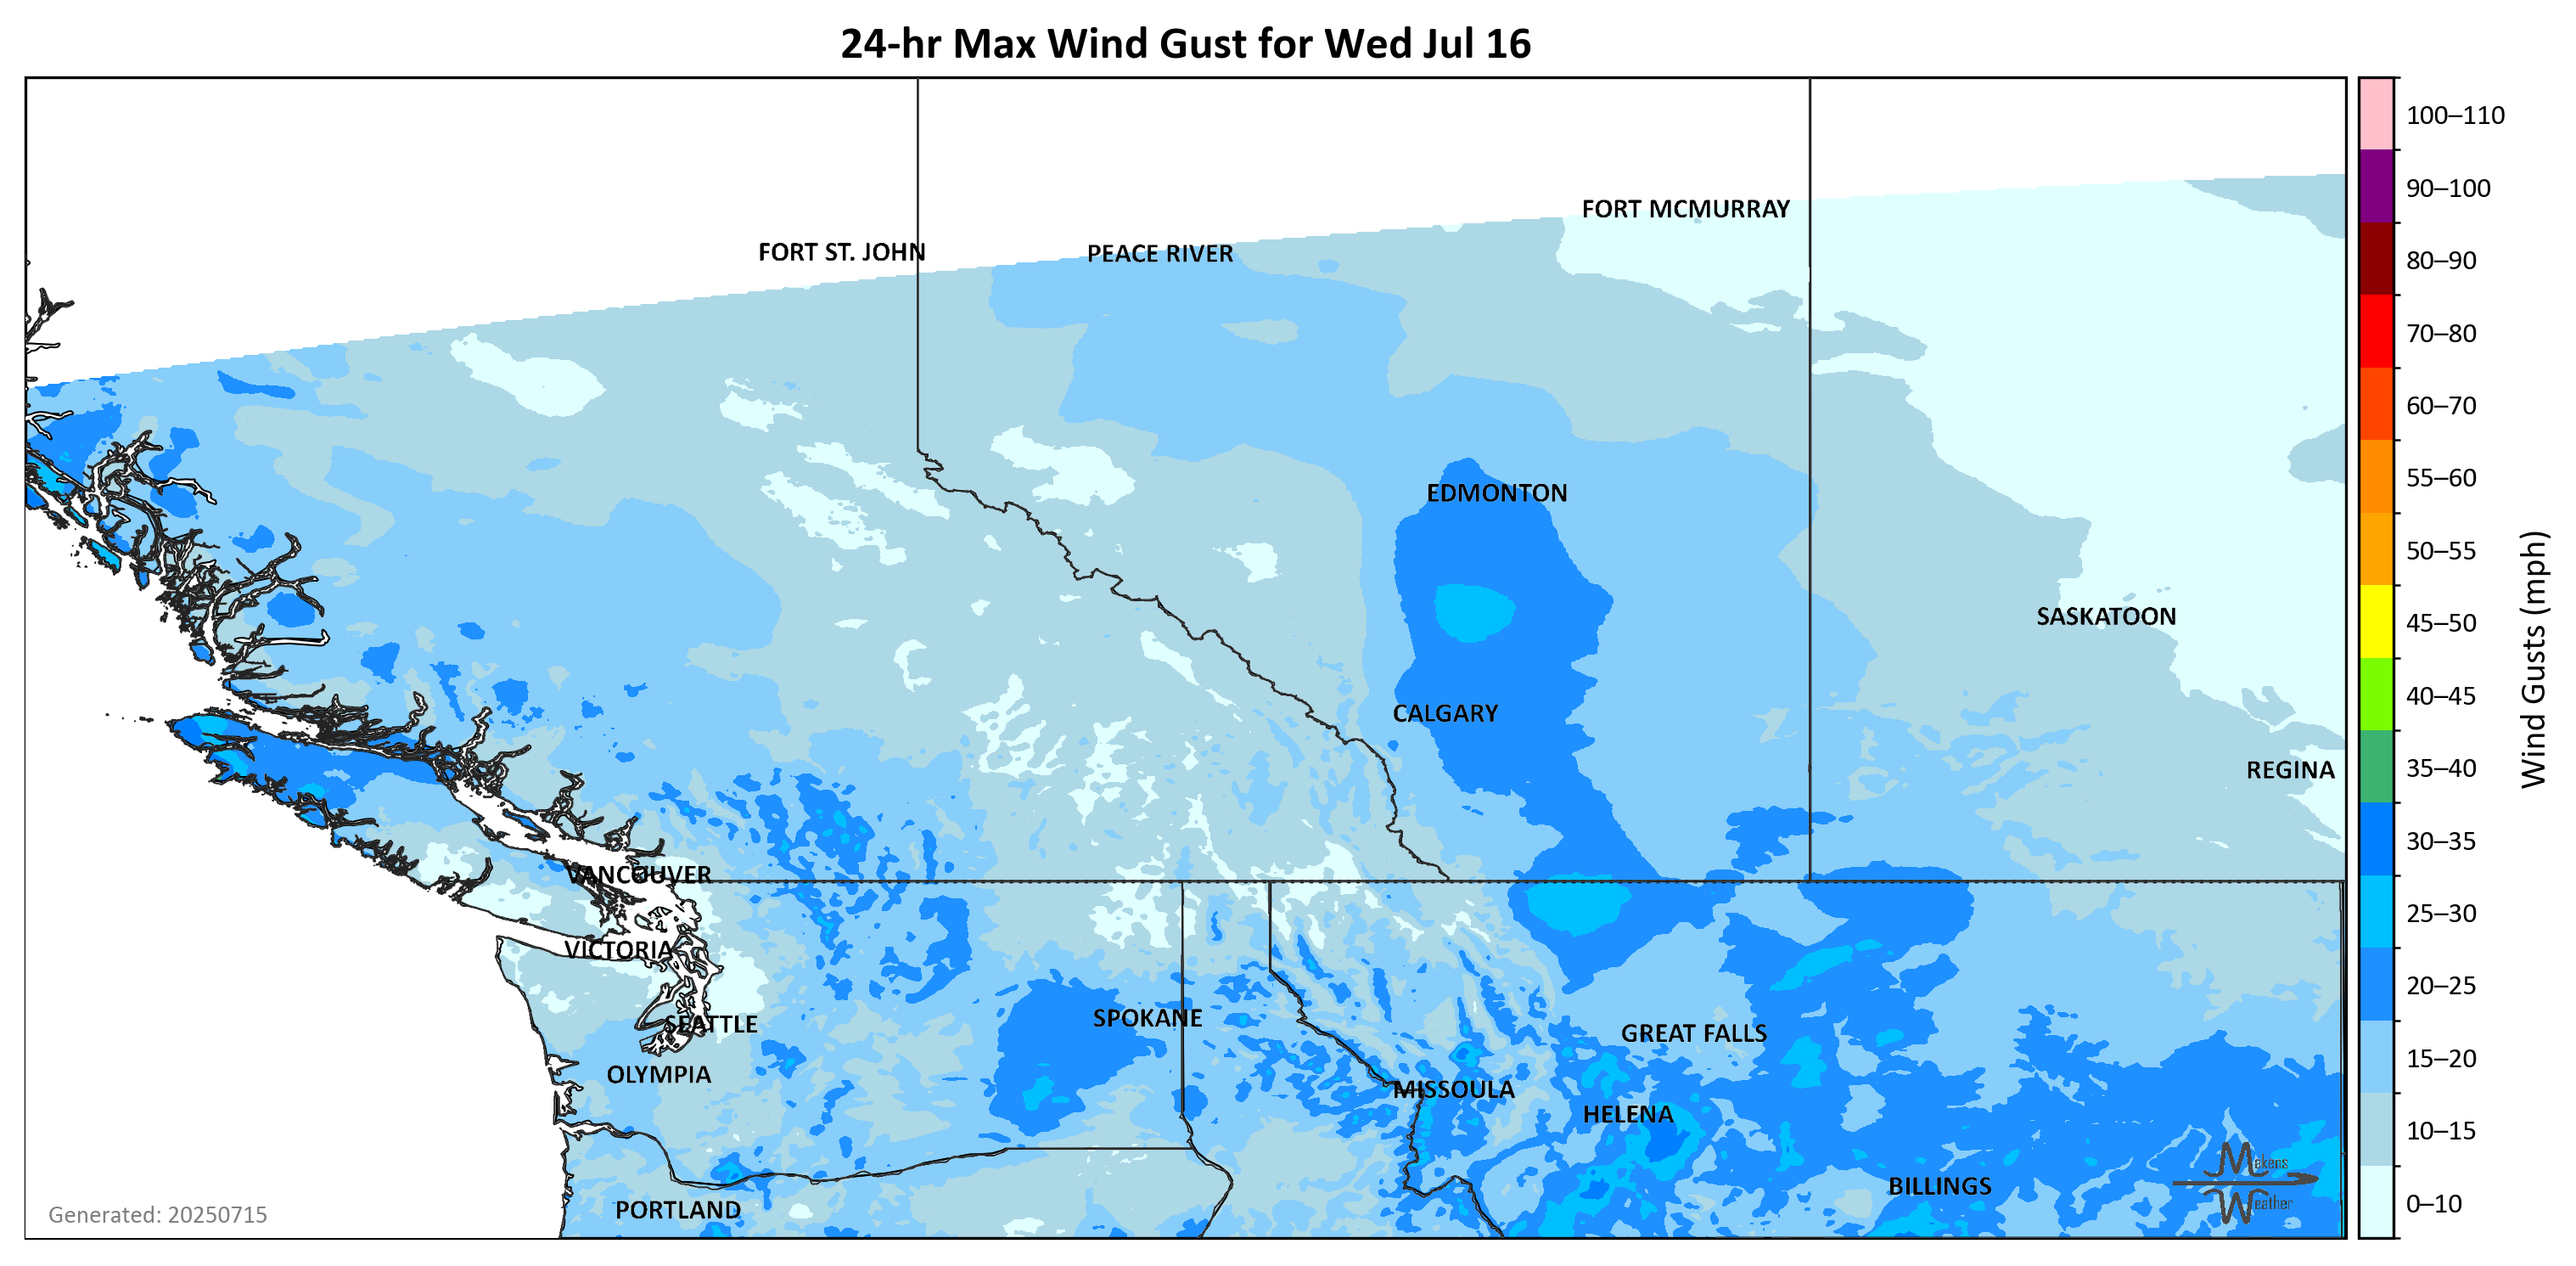 24-hr Max Wind Gust for Wed Jul 16
100–110
90–100
80–90
70–80
60–70
55–60
50–55
45–50
40–45
35–40
30–35
25–30
20–25
15–20
10–15
0–10
Wind Gusts (mph)
FORT MCMURRAY
FORT ST. JOHN
PEACE RIVER
EDMONTON
SASKATOON
CALGARY
REGINA
VANCOUVER
VICTORIA
SPOKANE
SEATTLE
GREAT FALLS
OLYMPIA
MISSOULA
HELENA
BILLINGS
PORTLAND
Makens
Weather
Generated: 20250715